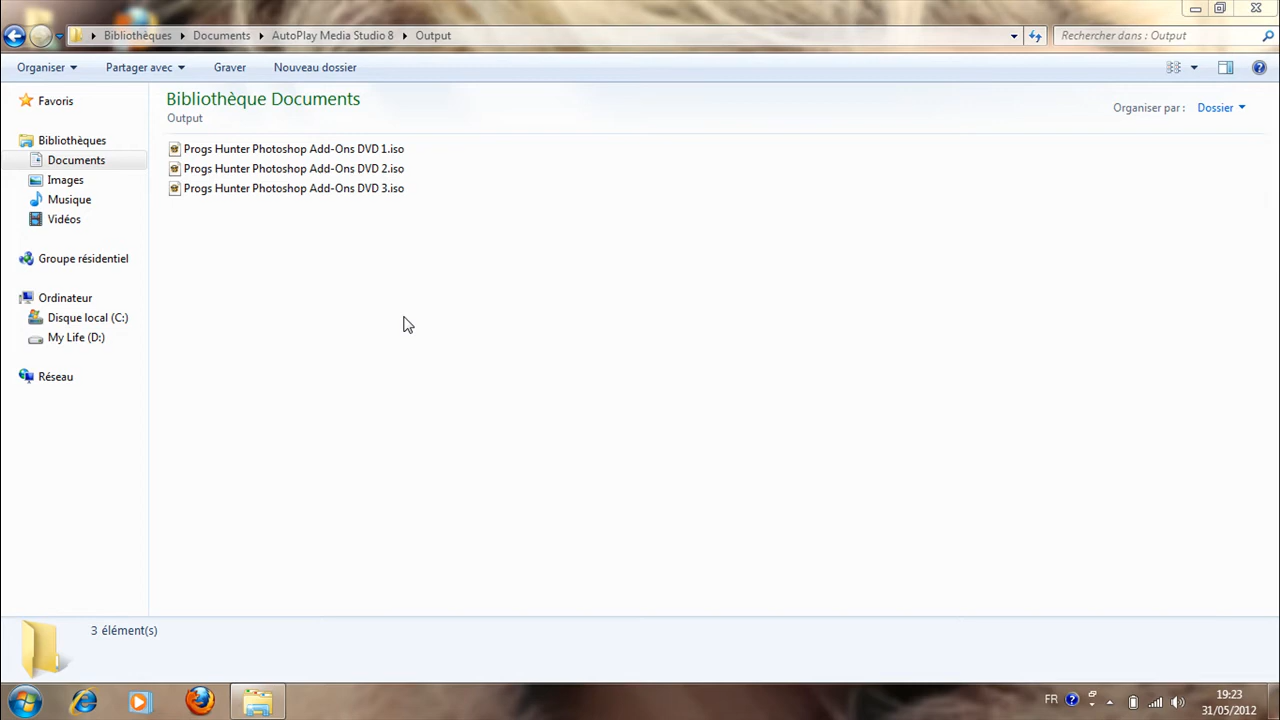 Bibliothèques Documents AutoPlay Media Studio 8 Output
Rechercher dans : Output
Organiser Partager avec Graver Nouveau dossier
Favoris
Bibliothèques
Documents
Images
Musique
Vidéos
Groupe résidentiel
Ordinateur
Disque local (C:)
My Life (D:)
Réseau
Bibliothèque Documents
Output
Organiser par : Dossier
Progs Hunter Photoshop Add-Ons DVD 1.iso
Progs Hunter Photoshop Add-Ons DVD 2.iso
Progs Hunter Photoshop Add-Ons DVD 3.iso
3 élément(s)
FR
19:23
31/05/2012